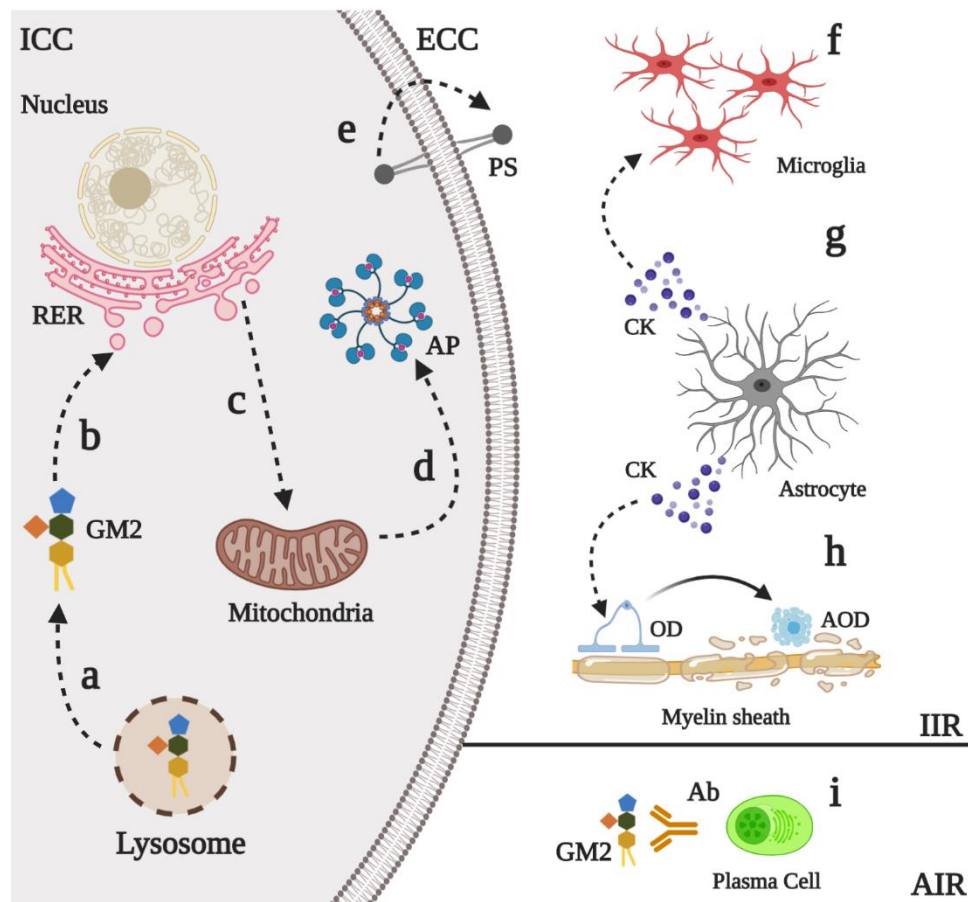 ICC
ECC
f
Nucleus
e
PS
Microglia
g
RER
AP
CK
c
b
d
CK
Astrocyte
GM2
h
Mitochondria
OD
AOD
a
Myelin sheath
IIR
Ab
i
Lysosome
GM2
Plasma Cell
AIR